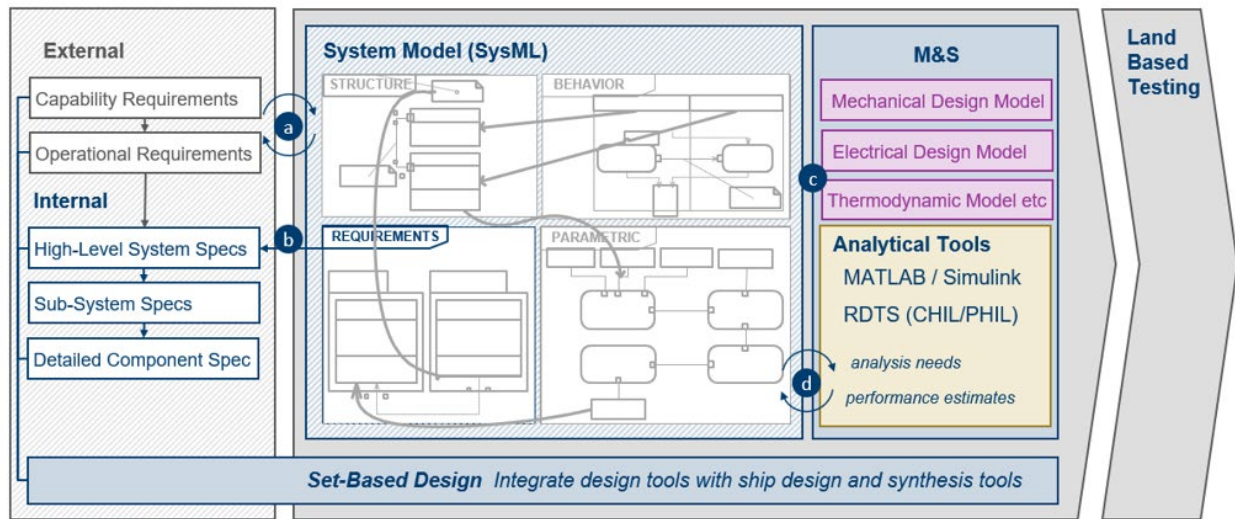 External
Capability Requirements
Operational Requirements
Internal
High-Level System Specs
Sub-System Specs
Detailed Component Spec
a
b
System Model (SysML)
STRUCTURE
BEHAVIOR
REQUIREMENTS
PARAMETRIC
c
d
M&S
Mechanical Design Model
Electrical Design Model
Thermodynamic Model etc
Analytical Tools
MATLAB / Simulink
RDTS (CHIL/PHIL)
analysis needs
performance estimates
Land
Based
Testing
Set-Based Design Integrate design tools with ship design and synthesis tools